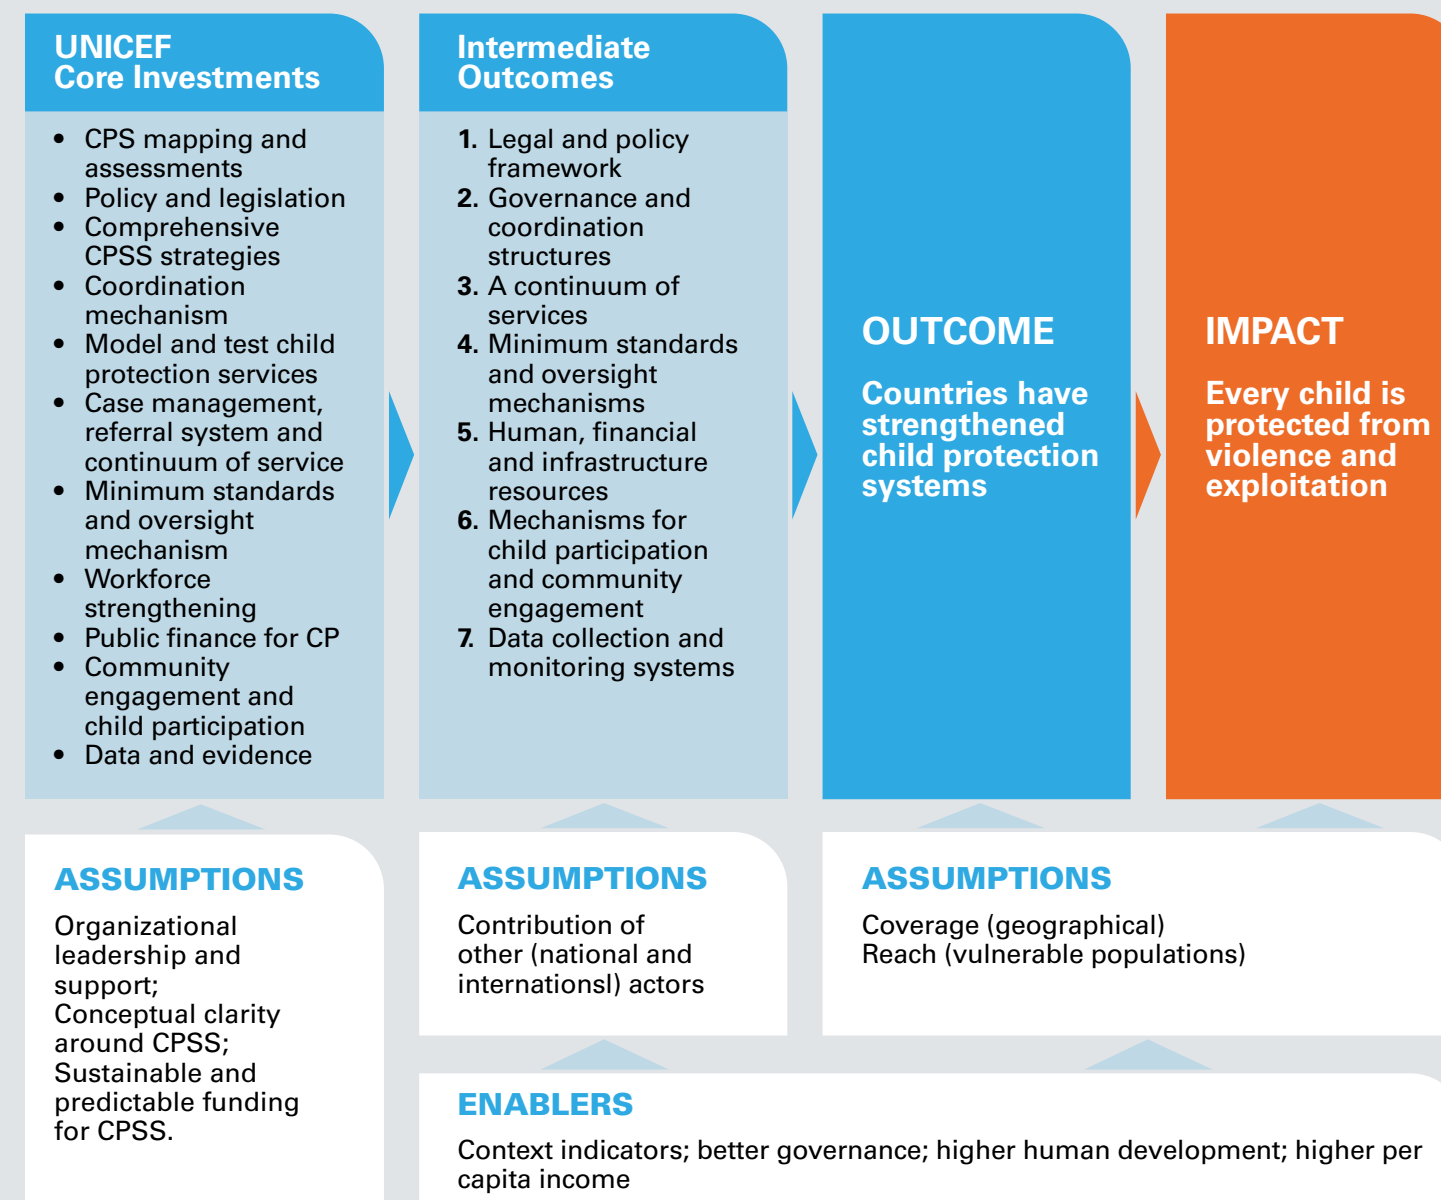 UNICEF
Core Investments
• CPS mapping and
assessments
• Policy and legislation
• Comprehensive
CPSS strategies
• Coordination
mechanism
• Model and test child
protection services
• Case management,
referral system and
continuum of service
• Minimum standards
and oversight
mechanism
• Workforce
strengthening
• Public finance for CP
• Community
engagement and
child participation
• Data and evidence
Intermediate
Outcomes
1. Legal and policy
framework
2. Governance and
coordination
structures
3. A continuum of
services
4. Minimum standards
and oversight
mechanisms
5. Human, financial
and infrastructure
resources
6. Mechanisms for
child participation
and community
engagement
7. Data collection and
monitoring systems
OUTCOME
Countries have
strengthened
child protection
systems
IMPACT
Every child is
protected from
violence and
exploitation
ASSUMPTIONS
Organizational
leadership and
support;
Conceptual clarity
around CPSS;
Sustainable and
predictable funding
for CPSS.
ASSUMPTIONS
Contribution of
other (national and
internationsl) actors
ASSUMPTIONS
Coverage (geographical)
Reach (vulnerable populations)
ENABLERS
Context indicators; better governance; higher human development; higher per
capita income